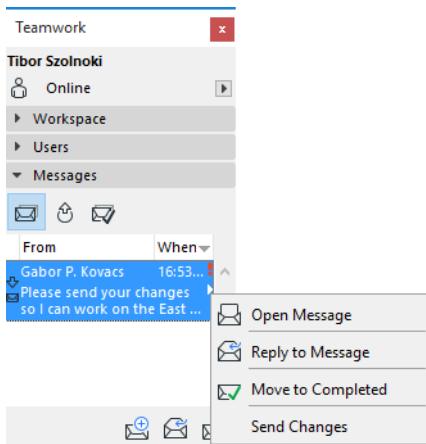 Teamwork
x
Tibor Szolnoki
Online
Workspace
Users
Messages
From When
Gabor P. Kovacs 16:53... !
Please send your changes
so I can work on the East ...
Open Message
Reply to Message
Move to Completed
Send Changes